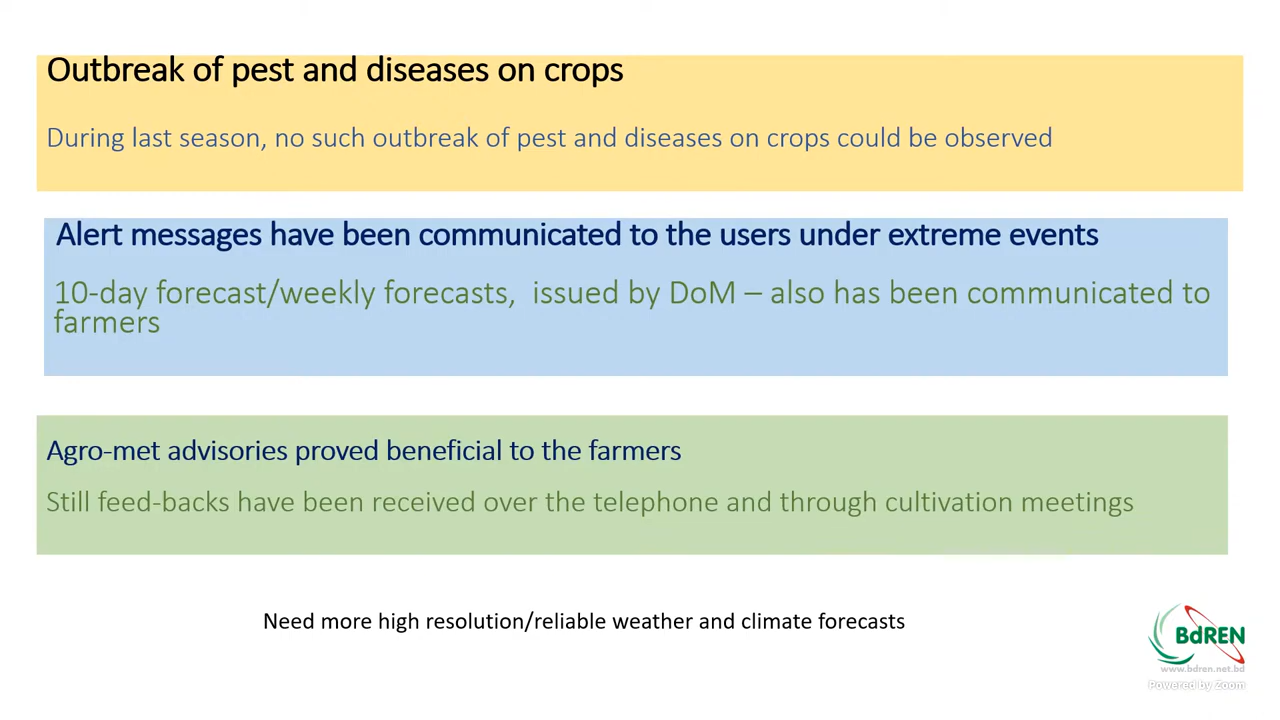 Outbreak of pest and diseases on crops
During last season, no such outbreak of pest and diseases on crops could be observed
Alert messages have been communicated to the users under extreme events
10-day forecast/weekly forecasts,  issued by DoM – also has been communicated to
farmers
Agro-met advisories proved beneficial to the farmers
Still feed-backs have been received over the telephone and through cultivation meetings
Need more high resolution/reliable weather and climate forecasts
BdREN
www.bdren.net.bd
Powered by Zoom